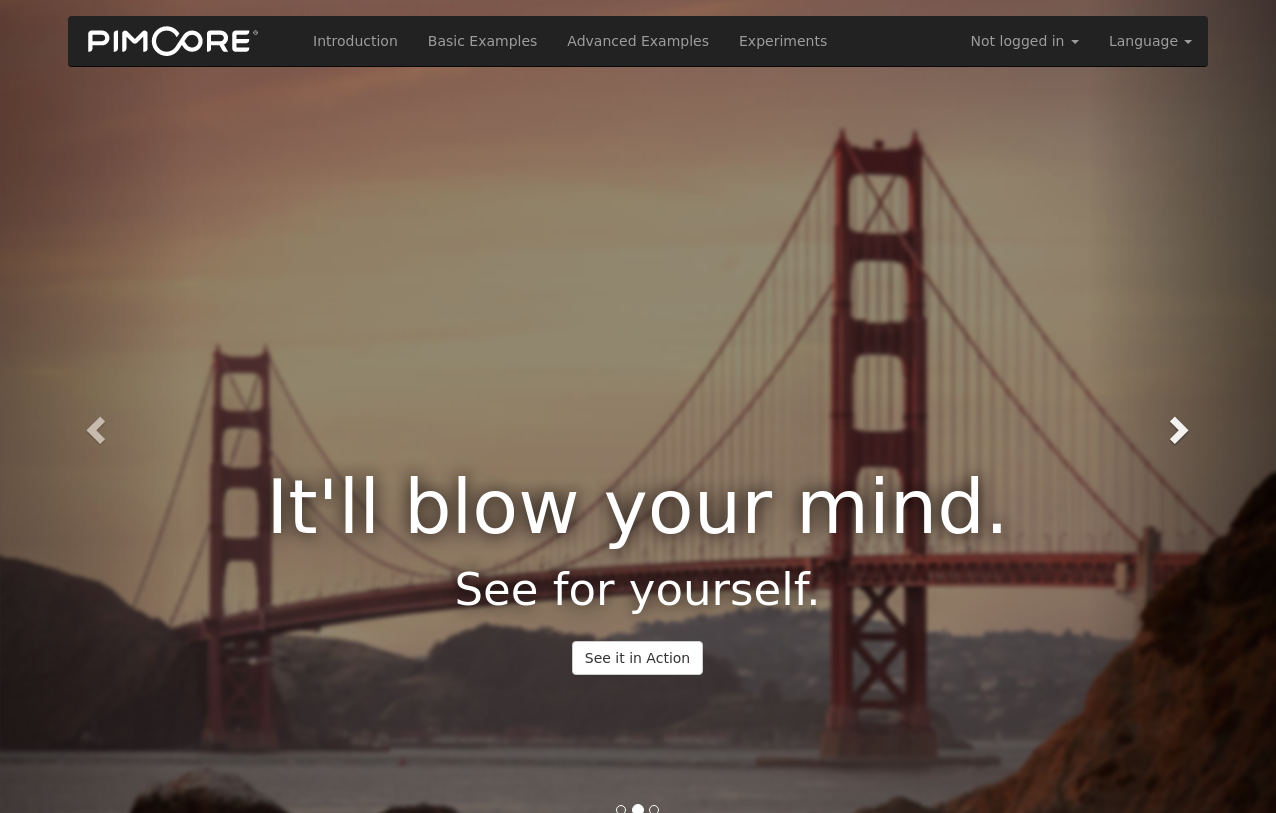 PIMCORE®
Introduction
Basic Examples
Advanced Examples
Experiments
Not logged in
Language
It'll blow your mind.
See for yourself.
See it in Action